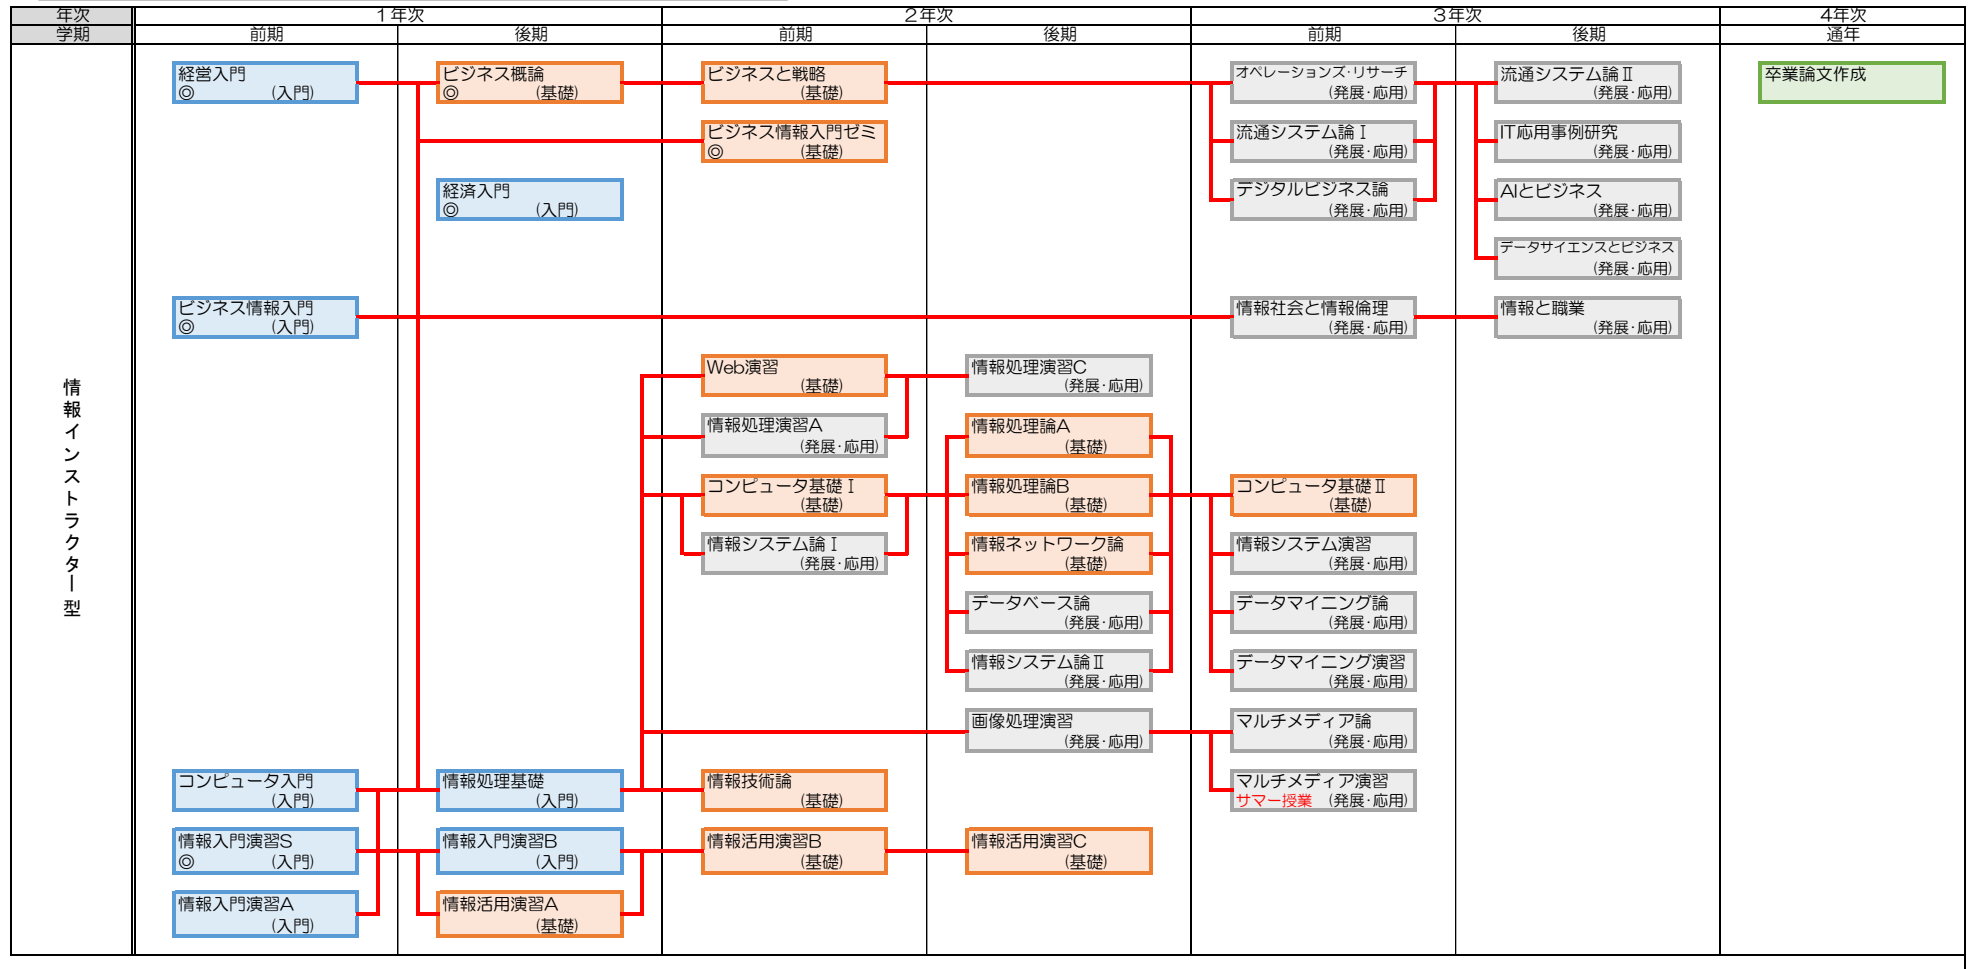 年次
1年次
2年次
3年次
4年次
学期
前期
後期
前期
後期
前期
後期
通年
情報インストラクター型
経営入門
◎ (入門)
ビジネス概論
◎ (基礎)
ビジネスと戦略
(基礎)
オペレーションズ・リサーチ
(発展・応用)
流通システム論Ⅱ
(発展・応用)
卒業論文作成
ビジネス情報入門ゼミ
◎ (基礎)
流通システム論Ⅰ
(発展・応用)
IT応用事例研究
(発展・応用)
経済入門
◎ (入門)
デジタルビジネス論
(発展・応用)
AIとビジネス
(発展・応用)
データサイエンスとビジネス
(発展・応用)
ビジネス情報入門
◎ (入門)
情報社会と情報倫理
(発展・応用)
情報と職業
(発展・応用)
Web演習
(基礎)
情報処理演習C
(発展・応用)
情報処理演習A
(発展・応用)
情報処理論A
(基礎)
コンピュータ基礎Ⅰ
(基礎)
情報処理論B
(基礎)
コンピュータ基礎Ⅱ
(基礎)
情報システム論Ⅰ
(発展・応用)
情報ネットワーク論
(基礎)
情報システム演習
(発展・応用)
データベース論
(発展・応用)
データマイニング論
(発展・応用)
情報システム論Ⅱ
(発展・応用)
データマイニング演習
(発展・応用)
画像処理演習
(発展・応用)
マルチメディア論
(発展・応用)
コンピュータ入門
(入門)
情報処理基礎
(入門)
情報技術論
(基礎)
マルチメディア演習
サマー授業 (発展・応用)
情報入門演習S
◎ (入門)
情報入門演習B
(入門)
情報活用演習B
(基礎)
情報活用演習C
(基礎)
情報入門演習A
(入門)
情報活用演習A
(基礎)